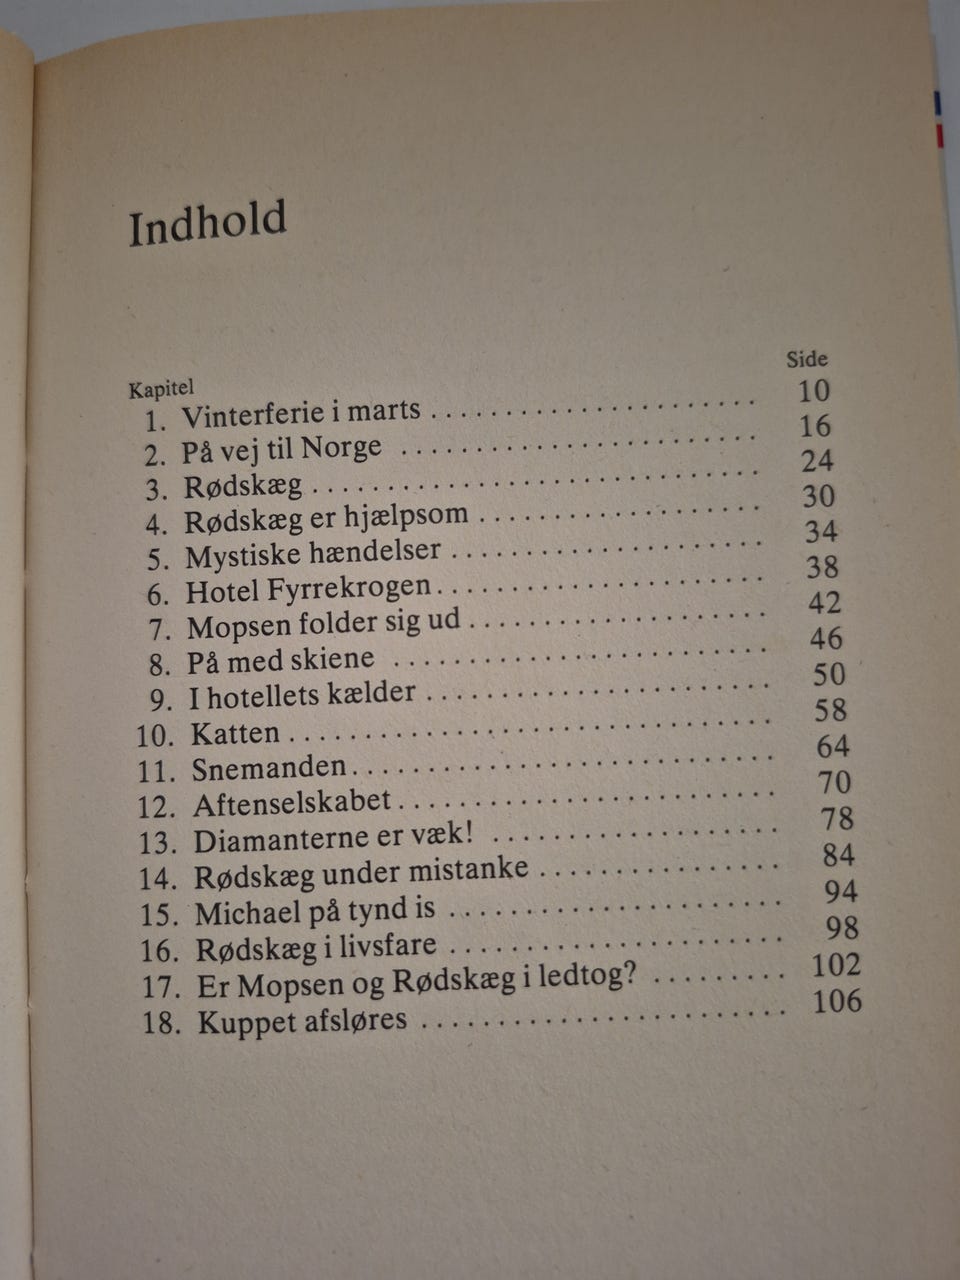 Indhold
Kapitel Side
1. Vinterferie i marts 10
2. På vej til Norge 16
3. Rødskæg 24
4. Rødskæg er hjælpsom 30
5. Mystiske hændelser 34
6. Hotel Fyrrekrogen 38
7. Mopsen folder sig ud 42
8. På med skiene 46
9. I hotellets kælder 50
10. Katten 58
11. Snemanden 64
12. Aftenselskabet 70
13. Diamanterne er væk! 78
14. Rødskæg under mistanke 84
15. Michael på tynd is 94
16. Rødskæg i livsfare 98
17. Er Mopsen og Rødskæg i ledtog? 102
18. Kuppet afsløres 106